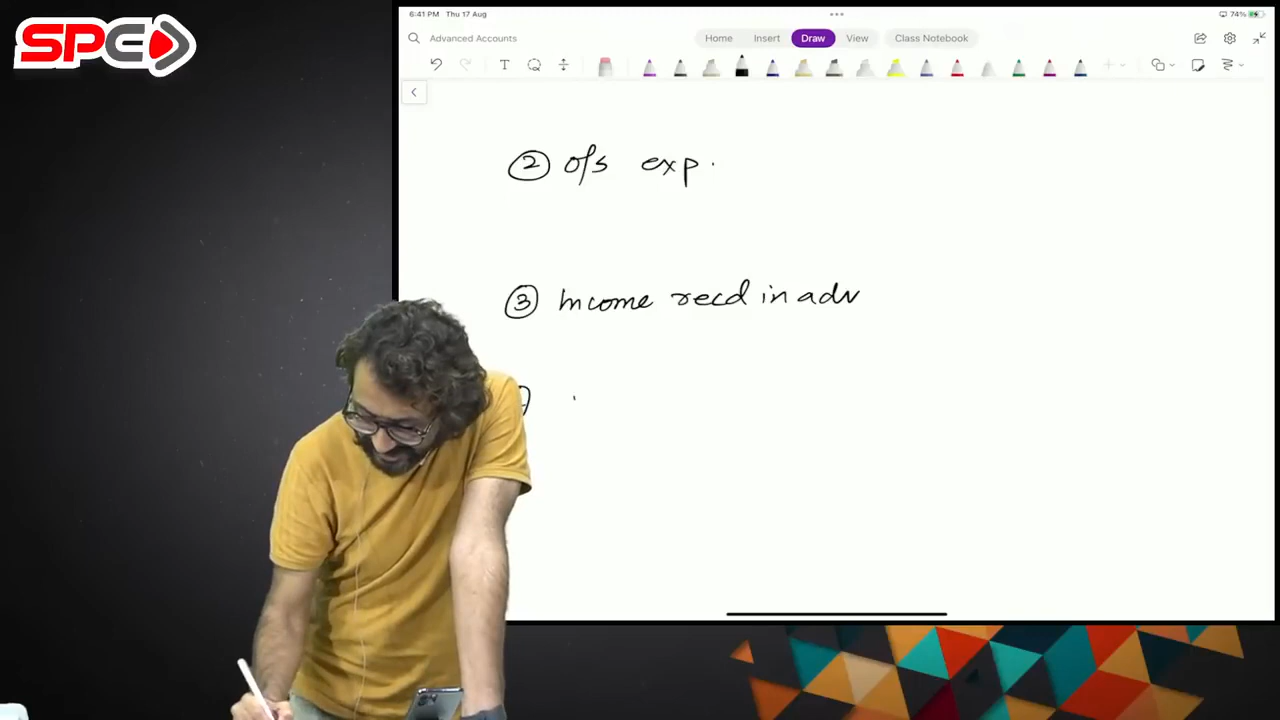 SPE
6:41 PM Thu 17 Aug
74%
Advanced Accounts
Home Insert Draw View Class Notebook
T
② o/s exp.
③ Income recd in adv